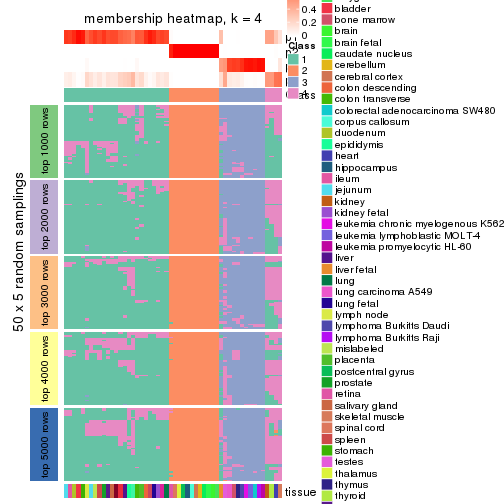 membership heatmap, k = 4
50 x 5 random samplings
top 1000 rows
top 2000 rows
top 3000 rows
top 4000 rows
top 5000 rows
0.4
0.2
0
Class
1
2
3
4
tissue
bladder
bone marrow
brain
brain fetal
caudate nucleus
cerebellum
cerebral cortex
colon descending
colon transverse
colorectal adenocarcinoma SW480
corpus callosum
duodenum
epididymis
heart
hippocampus
ileum
jejunum
kidney
kidney fetal
leukemia chronic myelogenous K562
leukemia lymphoblastic MOLT-4
leukemia promyelocytic HL-60
liver
liver fetal
lung
lung carcinoma A549
lung fetal
lymph node
lymphoma Burkitts Daudi
lymphoma Burkitts Raji
mislabeled
placenta
postcentral gyrus
prostate
retina
salivary gland
skeletal muscle
spinal cord
spleen
stomach
testes
thalamus
thymus
thyroid